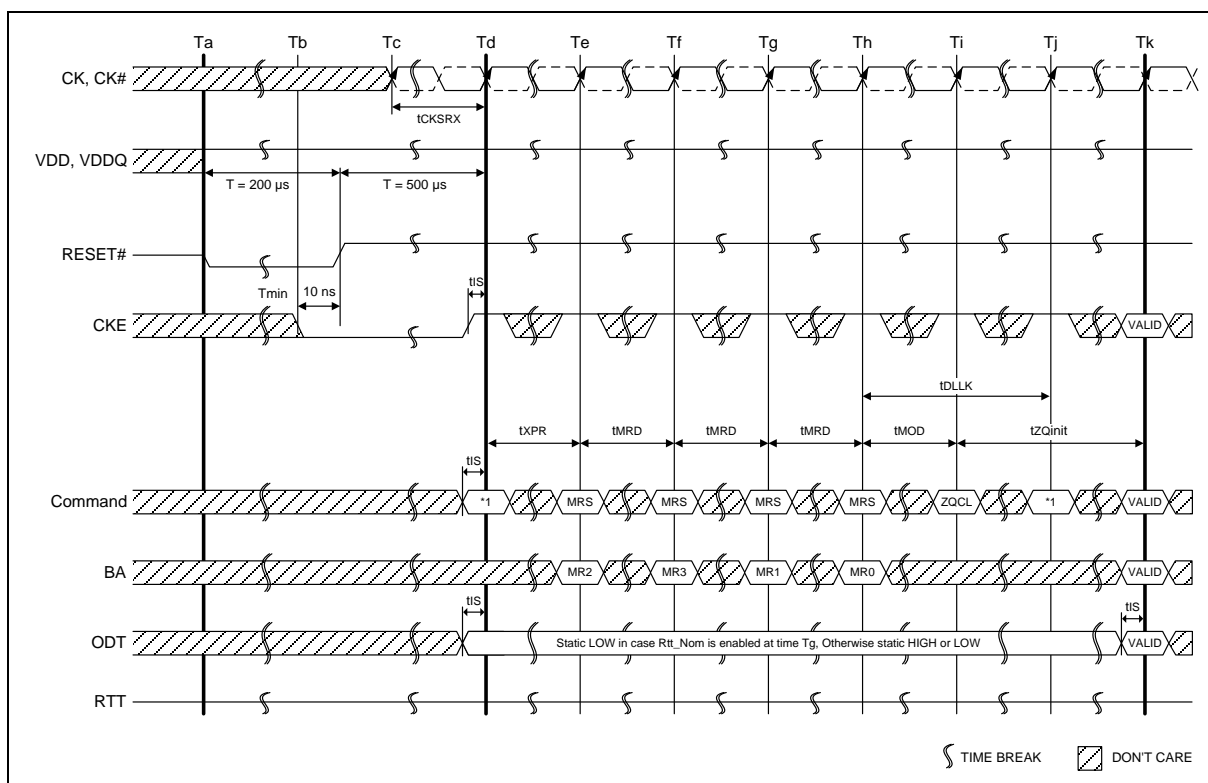 Ta Tb Tc Td Te Tf Tg Th Ti Tj Tk
CK, CK#
tCKSRX
VDD, VDDQ
T = 200 µs T = 500 µs
RESET#
tIS
Tmin 10 ns
CKE VALID
tDLLK
tXPR tMRD tMRD tMRD tMOD tZQinit
tIS
Command *1 MRS MRS MRS MRS ZQCL *1 VALID
BA MR2 MR3 MR1 MR0 VALID
tIS tIS
ODT Static LOW in case Rtt_Nom is enabled at time Tg, Otherwise static HIGH or LOW VALID
RTT
TIME BREAK DON'T CARE